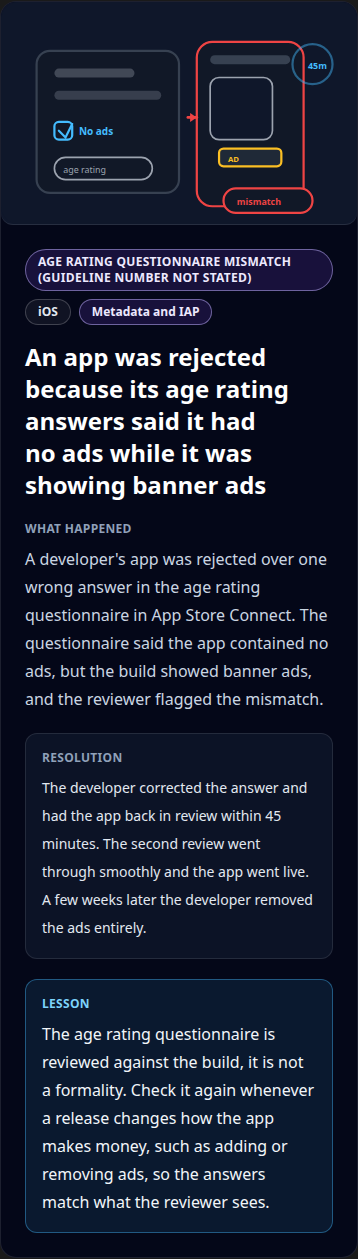 No ads
age rating
45m
AD
mismatch
AGE RATING QUESTIONNAIRE MISMATCH
(GUIDELINE NUMBER NOT STATED)
iOS
Metadata and IAP
An app was rejected
because its age rating
answers said it had
no ads while it was
showing banner ads
WHAT HAPPENED
A developer's app was rejected over one
wrong answer in the age rating
questionnaire in App Store Connect. The
questionnaire said the app contained no
ads, but the build showed banner ads,
and the reviewer flagged the mismatch.
RESOLUTION
The developer corrected the answer and
had the app back in review within 45
minutes. The second review went
through smoothly and the app went live.
A few weeks later the developer removed
the ads entirely.
LESSON
The age rating questionnaire is
reviewed against the build, it is not
a formality. Check it again whenever
a release changes how the app
makes money, such as adding or
removing ads, so the answers
match what the reviewer sees.